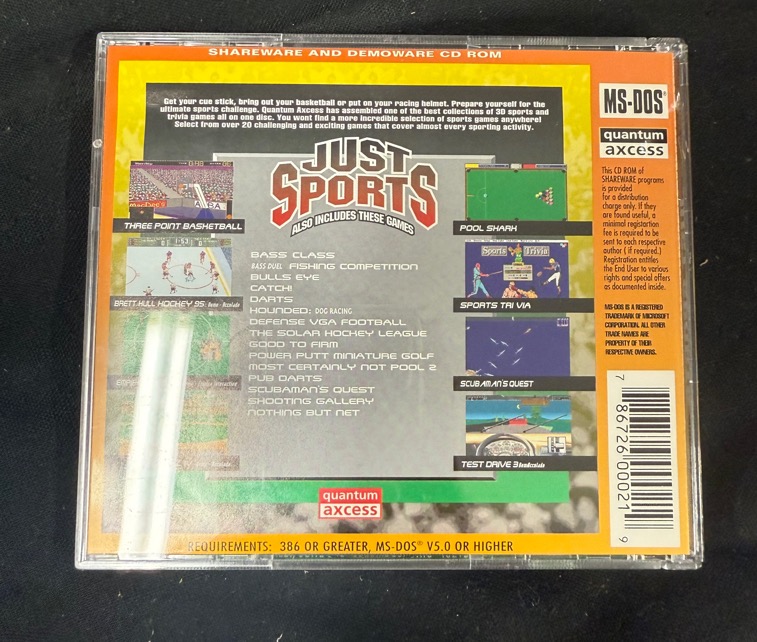 SHAREWARE AND DEMOWARE CD ROM
Get your cue stick, bring out your basketball or put on your racing helmet. Prepare yourself for the
ultimate sports challenge. Quantum Axcess has assembled one of the best collections of 3D sports and
trivia games all on one disc. You wont find a more incredible selection of sports games anywhere!
Select from over 20 challenging and exciting games that cover almost every sporting activity.
JUST
SPORTS
ALSO INCLUDES THESE GAMES
THREE POINT BASKETBALL
BRETT HULL HOCKEY 95 Demo - Accolade
BASS CLASS
BASS DUEL FISHING COMPETITION
BULLS EYE
CATCH!
DARTS
HOUNDED: DOG RACING
DEFENSE VGA FOOTBALL
THE SOLAR HOCKEY LEAGUE
GOOD TO FIRM
POWER PUTT MINIATURE GOLF
MOST CERTAINLY NOT POOL 2
PUB DARTS
SCUBAMAN'S QUEST
SHOOTING GALLERY
NOTHING BUT NET
POOL SHARK
Sports Trivia
SPORTS TRIVIA
SCUBAMAN'S QUEST
TEST DRIVE 3
quantum
axcess
REQUIREMENTS: 386 OR GREATER, MS-DOS® V5.0 OR HIGHER
MS-DOS®
quantum
axcess
This CD ROM of
SHAREWARE programs
is provided
for a distribution
charge only. If they
are found useful, a
minimal registartion
fee is required to be
sent to each respective
author ( if required.)
Registration entitles
the End User to various
rights and special offers
as documented inside.
MS-DOS IS A REGISTERED
TRADEMARK OF MICROSOFT
CORPORATION. ALL OTHER
TRADE NAMES ARE
PROPERTY OF THEIR
RESPECTIVE OWNERS.
7 86726 00021 9